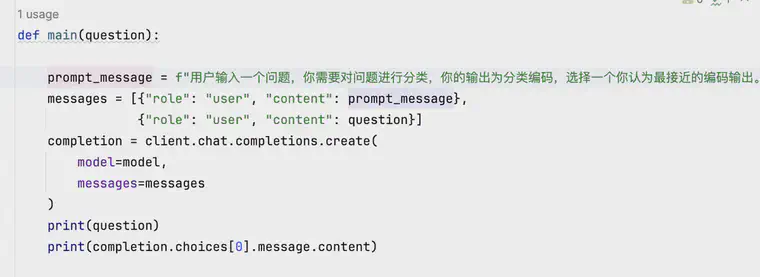 1 usage
def main(question):
prompt_message = f"用户输入一个问题，你需要对问题进行分类，你的输出为分类编码，选择一个你认为最接近的编码输出。
messages = [{"role": "user", "content": prompt_message},
{"role": "user", "content": question}]
completion = client.chat.completions.create(
model=model,
messages=messages
)
print(question)
print(completion.choices[0].message.content)